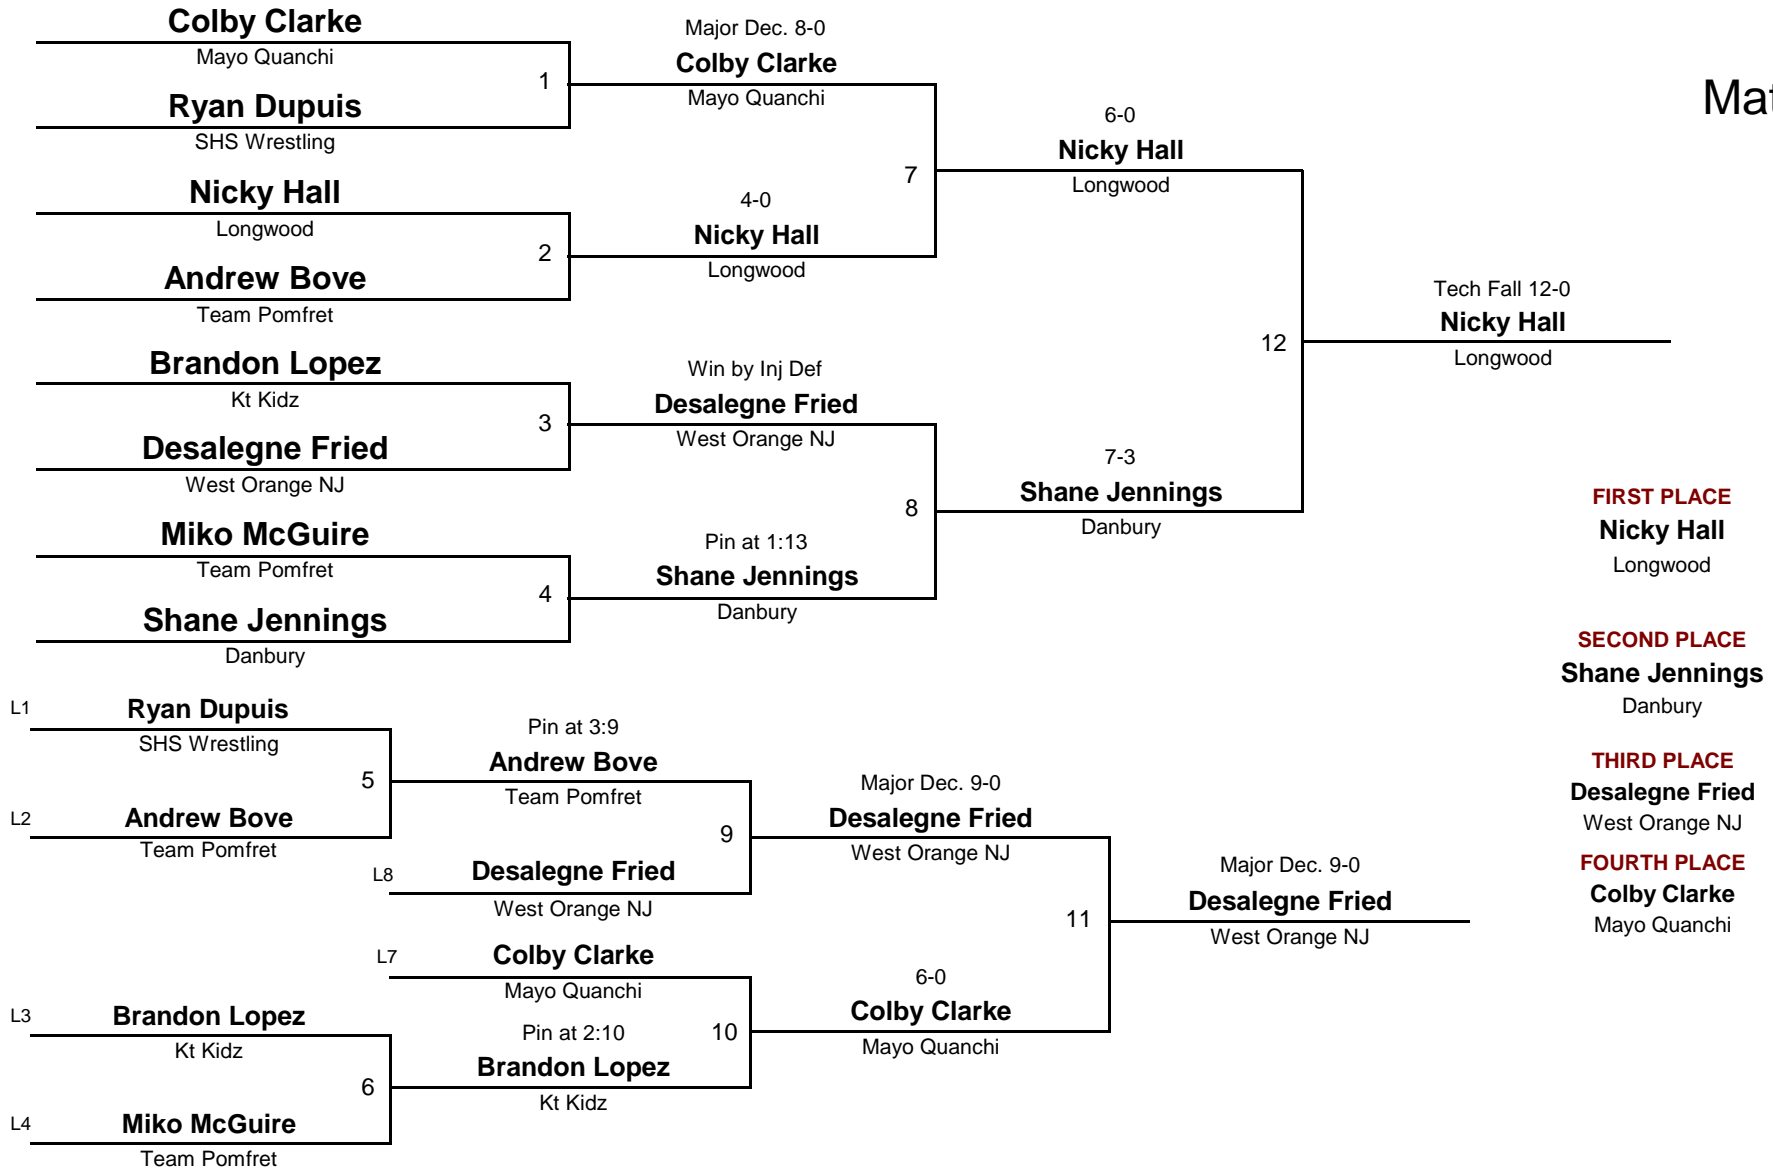 Colby Clarke
Mayo Quanchi
1
Ryan Dupuis
SHS Wrestling
Nicky Hall
Longwood
2
Andrew Bove
Team Pomfret
Brandon Lopez
Kt Kidz
3
Desalegne Fried
West Orange NJ
Miko McGuire
Team Pomfret
4
Shane Jennings
Danbury
Major Dec. 8-0
Colby Clarke
Mayo Quanchi
7
4-0
Nicky Hall
Longwood
Win by Inj Def
Desalegne Fried
West Orange NJ
8
Pin at 1:13
Shane Jennings
Danbury
6-0
Nicky Hall
Longwood
12
7-3
Shane Jennings
Danbury
Tech Fall 12-0
Nicky Hall
Longwood
Mat
FIRST PLACE
Nicky Hall
Longwood
SECOND PLACE
Shane Jennings
Danbury
THIRD PLACE
Desalegne Fried
West Orange NJ
FOURTH PLACE
Colby Clarke
Mayo Quanchi
L1
Ryan Dupuis
SHS Wrestling
5
L2
Andrew Bove
Team Pomfret
L3
Brandon Lopez
Kt Kidz
6
L4
Miko McGuire
Team Pomfret
Pin at 3:9
Andrew Bove
Team Pomfret
9
L8
Desalegne Fried
West Orange NJ
L7
Colby Clarke
Mayo Quanchi
10
Pin at 2:10
Brandon Lopez
Kt Kidz
Major Dec. 9-0
Desalegne Fried
West Orange NJ
11
6-0
Colby Clarke
Mayo Quanchi
Major Dec. 9-0
Desalegne Fried
West Orange NJ